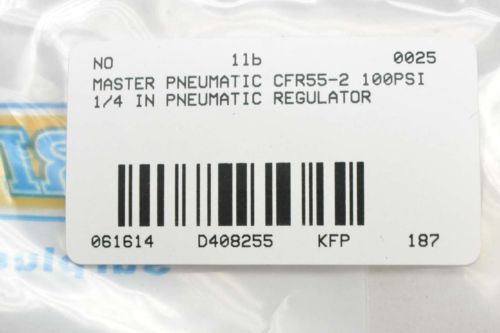 NO 1lb 0025
MASTER PNEUMATIC CFR55-2 100PSI
1/4 IN PNEUMATIC REGULATOR
061614 D408255 KFP 187